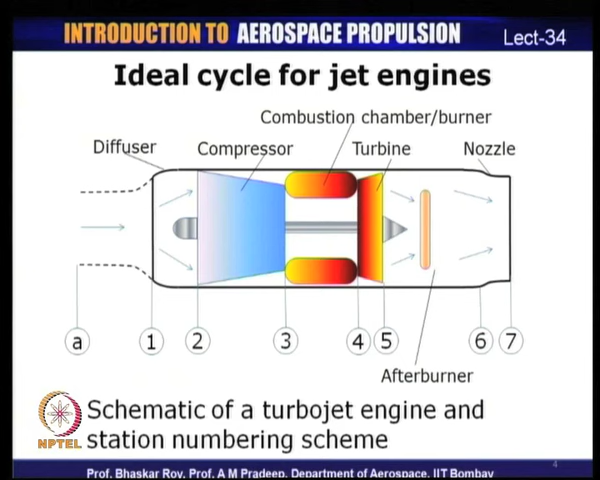 INTRODUCTION TO AEROSPACE PROPULSION
Lect-34
Ideal cycle for jet engines
Combustion chamber/burner
Diffuser
Compressor
Turbine
Nozzle
a 1 2 3 4 5 6 7
Afterburner
Schematic of a turbojet engine and
station numbering scheme
NPTEL
4
Prof. Bhaskar Roy, Prof. A M Pradeep, Department of Aerospace, IIT Bombay